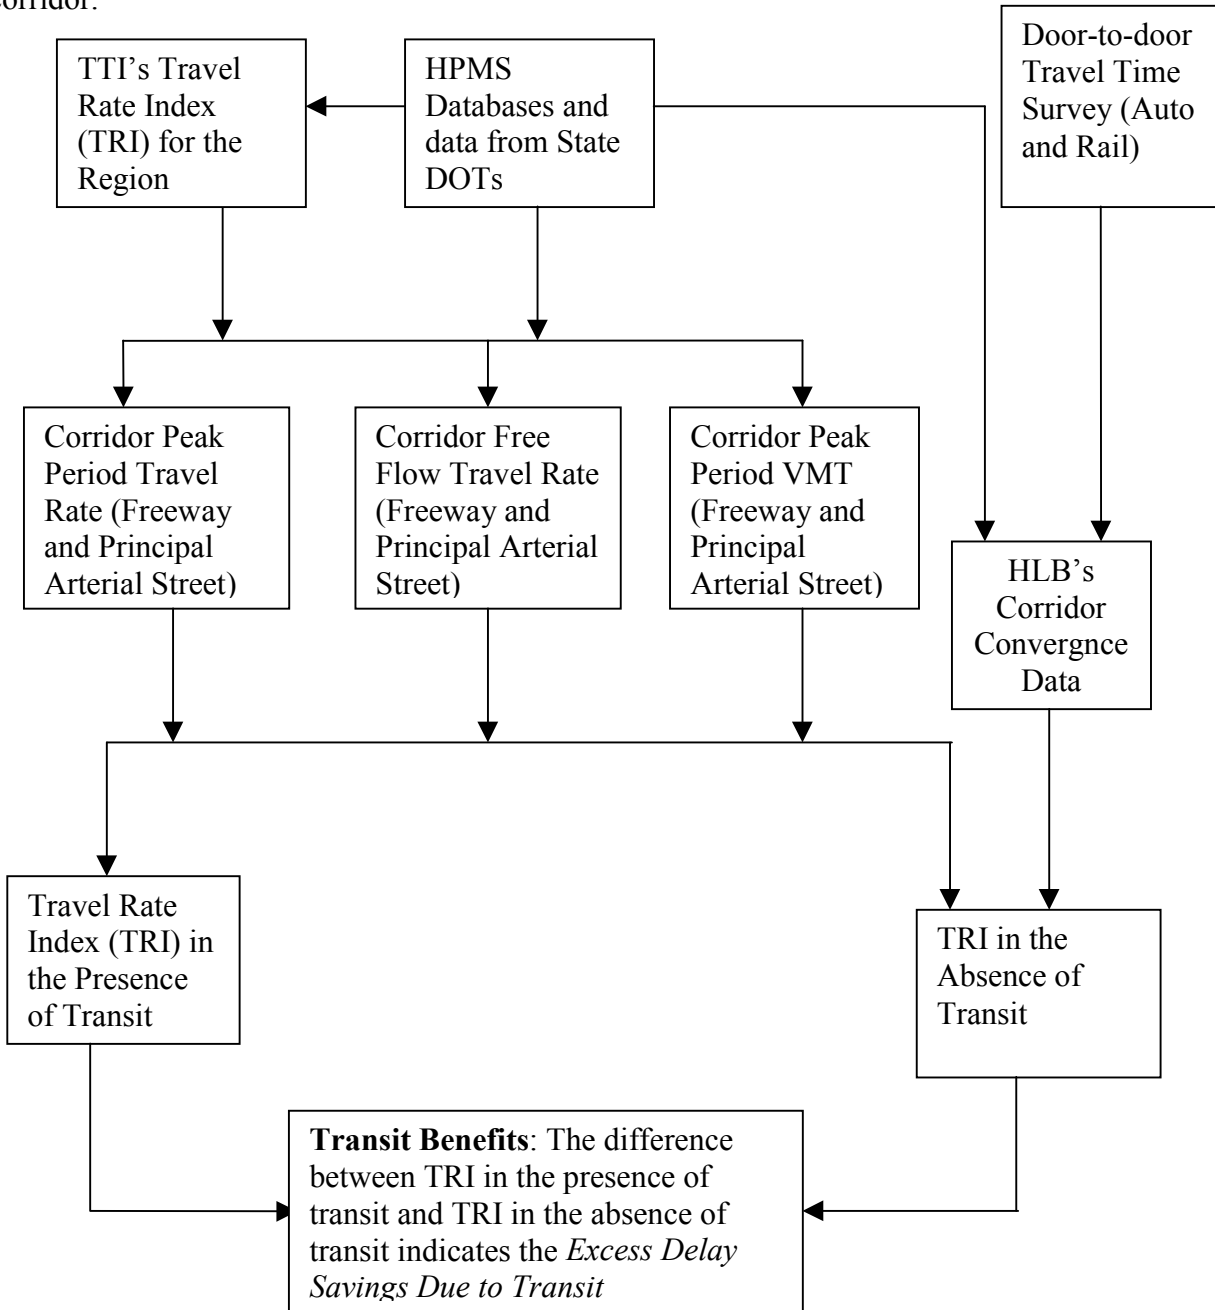 corridor.
TTI's Travel
Rate Index
(TRI) for the
Region
HPMS
Databases and
data from State
DOTs
Door-to-door
Travel Time
Survey (Auto
and Rail)
Corridor Peak
Period Travel
Rate (Freeway
and Principal
Arterial Street)
Corridor Free
Flow Travel Rate
(Freeway and
Principal Arterial
Street)
Corridor Peak
Period VMT
(Freeway and
Principal
Arterial Street)
HLB's
Corridor
Convergnce
Data
Travel Rate
Index (TRI) in
the Presence
of Transit
TRI in the
Absence of
Transit
Transit Benefits: The difference
between TRI in the presence of
transit and TRI in the absence of
transit indicates the Excess Delay
Savings Due to Transit